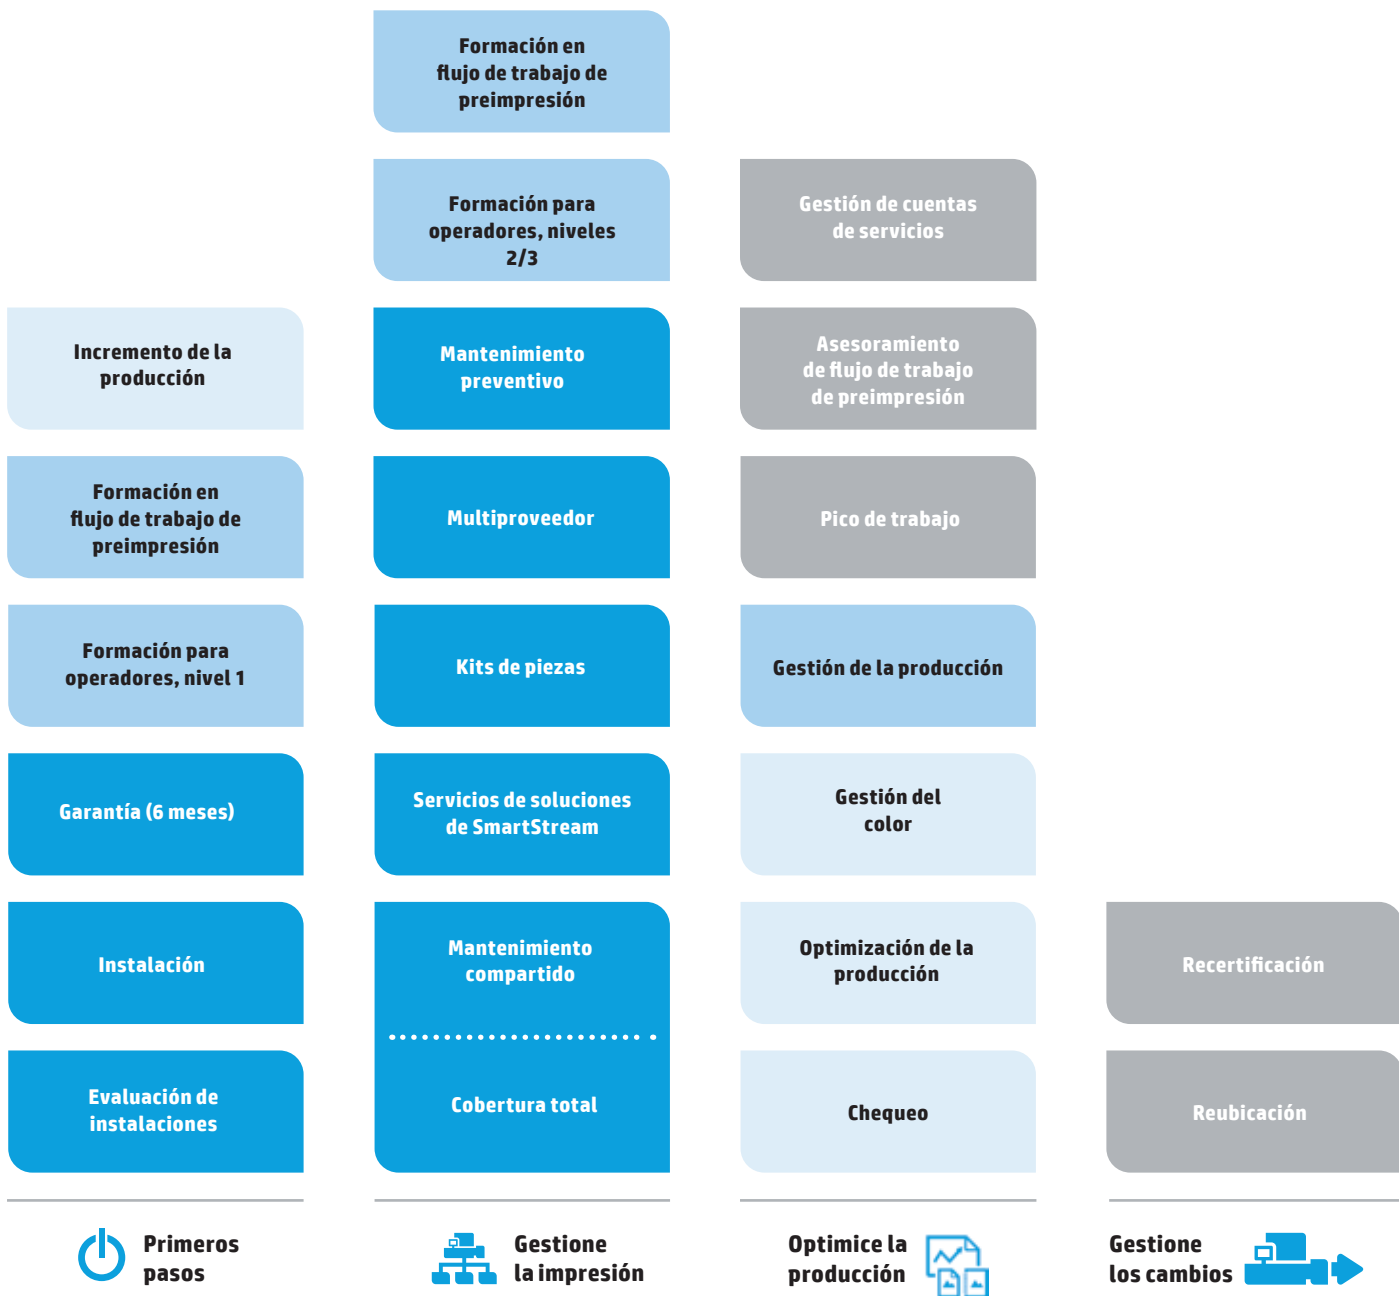 Formación en
flujo de trabajo de
preimpresión
Formación para
operadores, niveles
2/3
Gestión de cuentas
de servicios
Incremento de la
producción
Mantenimiento
preventivo
Asesoramiento
de flujo de trabajo
de preimpresión
Formación en
flujo de trabajo de
preimpresión
Multiproveedor
Pico de trabajo
Formación para
operadores, nivel 1
Kits de piezas
Gestión de la producción
Garantía (6 meses)
Servicios de soluciones
de SmartStream
Gestión del
color
Instalación
Mantenimiento
compartido
Optimización de la
producción
Recertificación
Evaluación de
instalaciones
Cobertura total
Chequeo
Reubicación
Primeros
pasos
Gestione
la impresión
Optimice la
producción
Gestione
los cambios